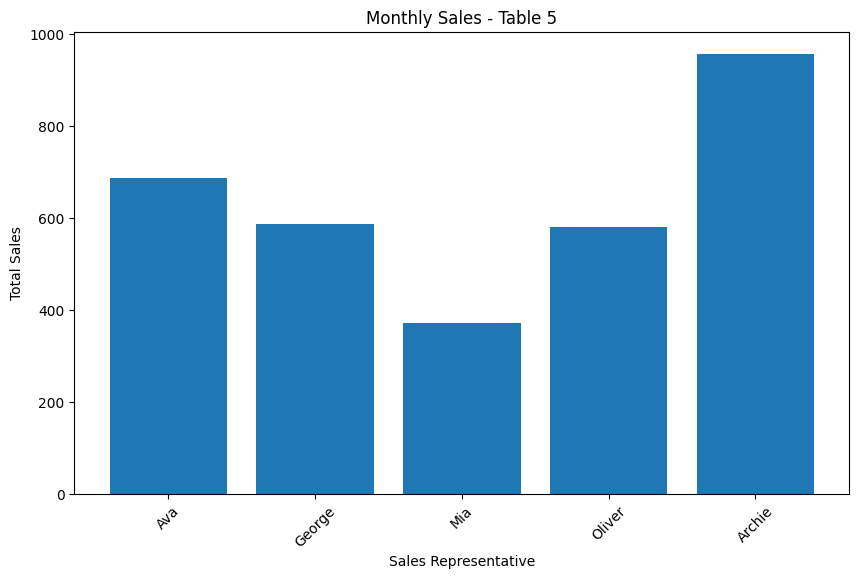 Monthly Sales - Table 5
Total Sales
1000
800
600
400
200
0
Ava
George
Mia
Oliver
Archie
Sales Representative